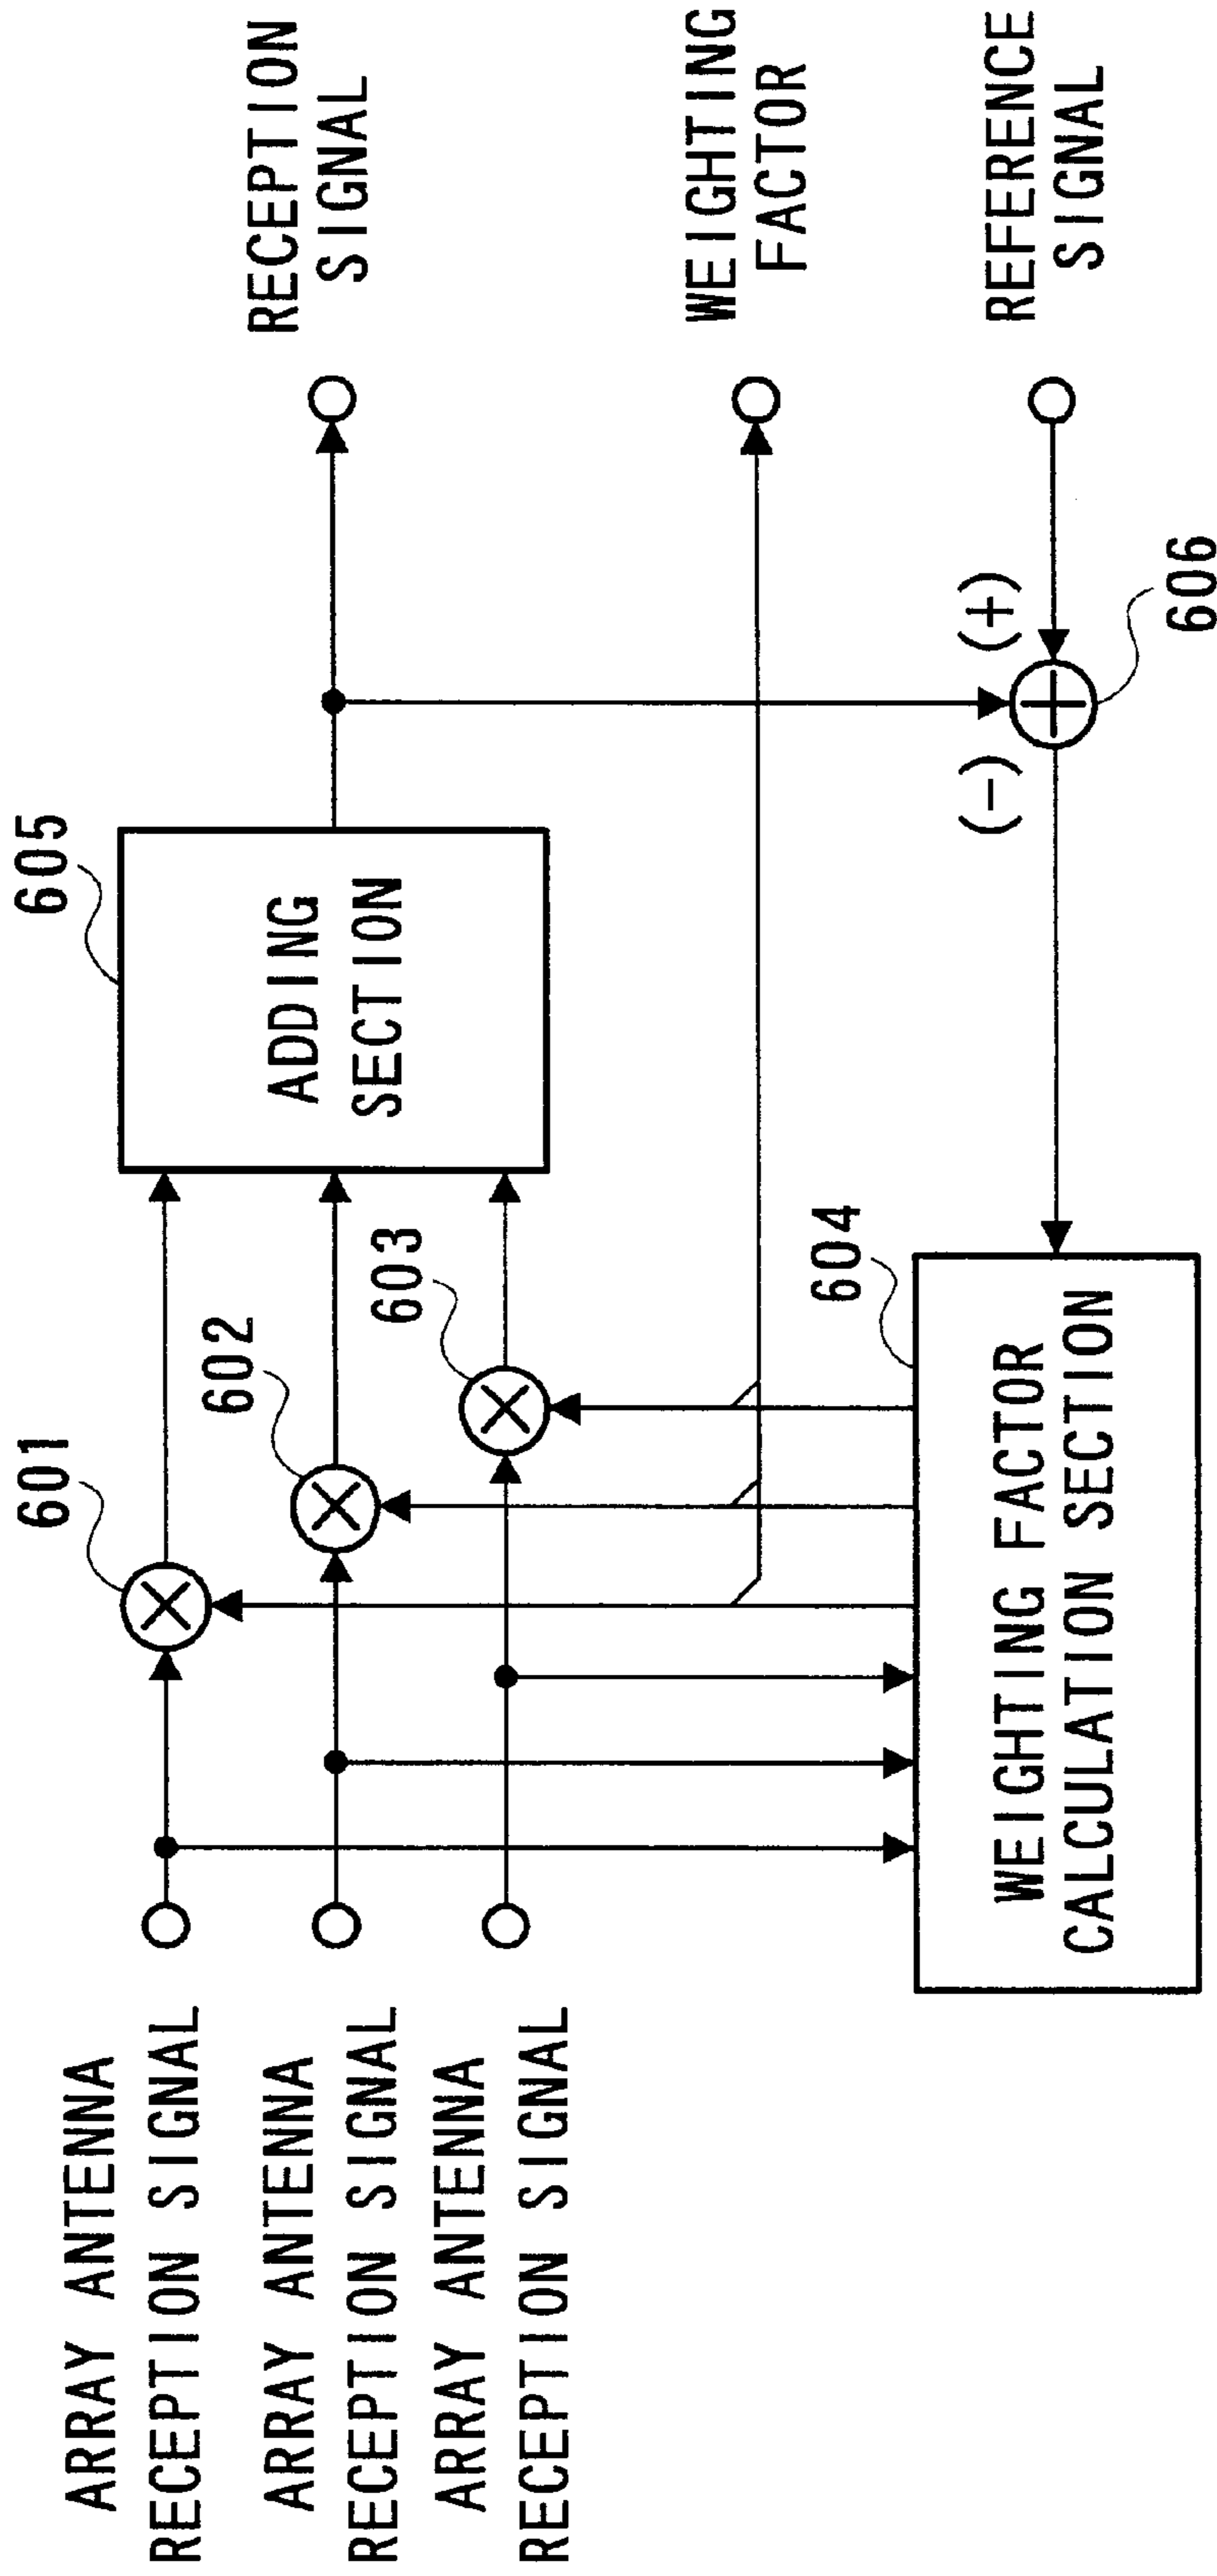 ARRAY ANTENNA
RECEPTION SIGNAL
ARRAY ANTENNA
RECEPTION SIGNAL
ARRAY ANTENNA
RECEPTION SIGNAL
601
602
603
605
ADDING
SECTION
RECEPTION
SIGNAL
WEIGHTING
FACTOR
604
WEIGHTING FACTOR
CALCULATION SECTION
(-)
(+)
606
REFERENCE
SIGNAL